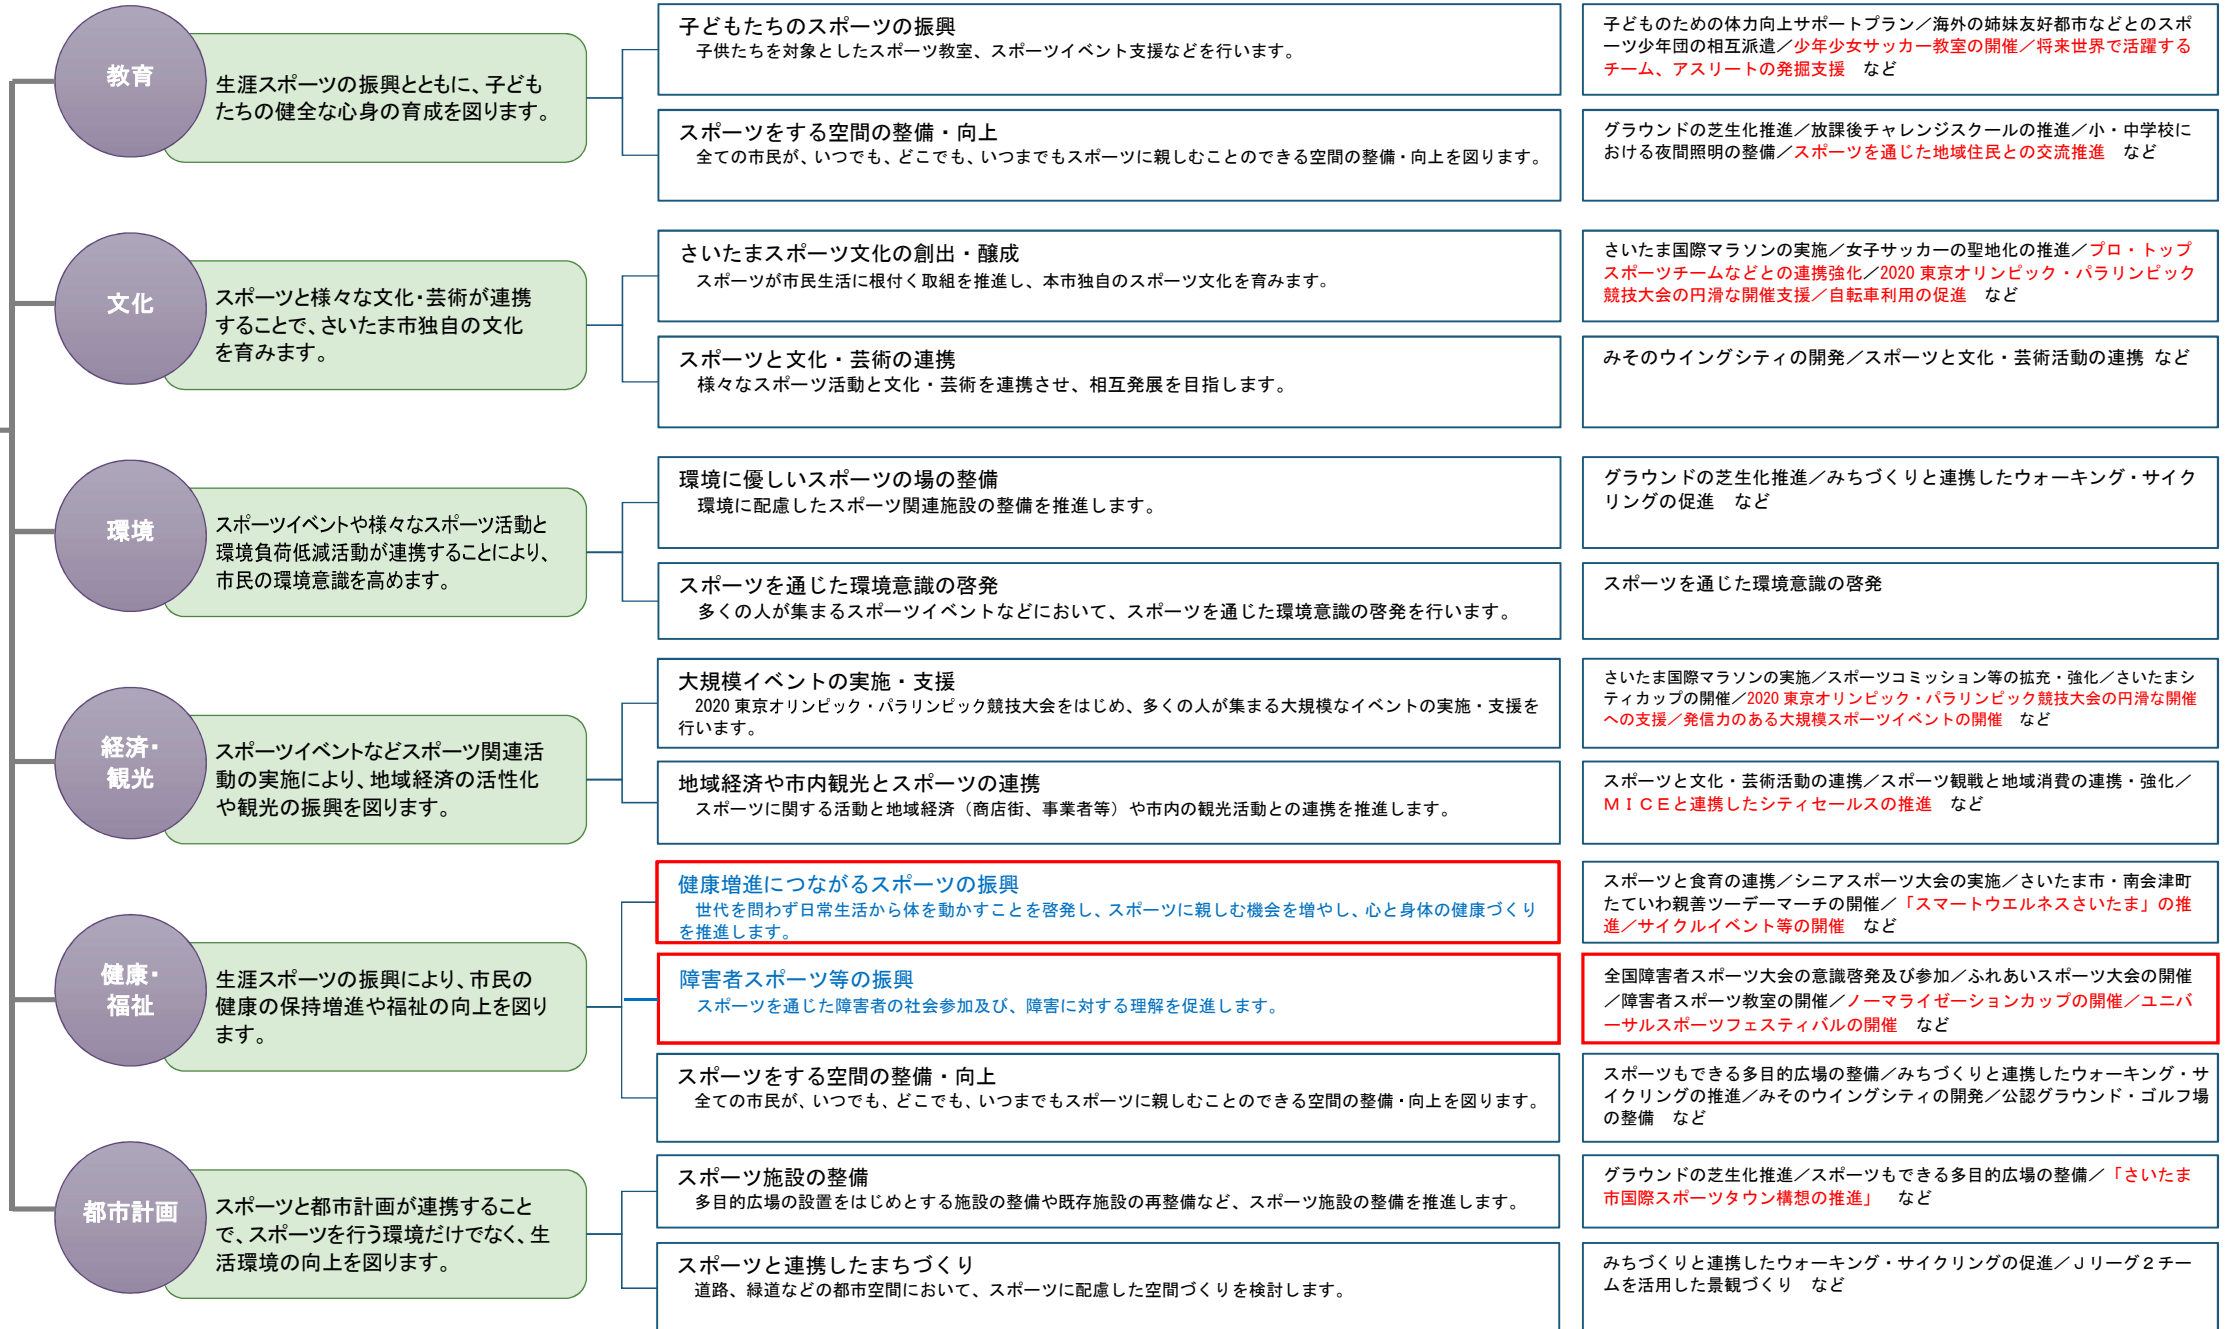 教育
生涯スポーツの振興とともに、子ども
たちの健全な心身の育成を図ります。
子どもたちのスポーツの振興
子供たちを対象としたスポーツ教室、スポーツイベント支援などを行います。
子どものための体力向上サポートプラン／海外の姉妹友好都市などとのスポ
ーツ少年団の相互派遣／少年少女サッカー教室の開催／将来世界で活躍する
チーム、アスリートの発掘支援　など
スポーツをする空間の整備・向上
全ての市民が、いつでも、どこでも、いつまでもスポーツに親しむことのできる空間の整備・向上を図ります。
グラウンドの芝生化推進／放課後チャレンジスクールの推進／小・中学校に
おける夜間照明の整備／スポーツを通じた地域住民との交流推進　など
文化
スポーツと様々な文化・芸術が連携
することで、さいたま市独自の文化
を育みます。
さいたまスポーツ文化の創出・醸成
スポーツが市民生活に根付く取組を推進し、本市独自のスポーツ文化を育みます。
さいたま国際マラソンの実施／女子サッカーの聖地化の推進／プロ・トップ
スポーツチームなどとの連携強化／2020 東京オリンピック・パラリンピック
競技大会の円滑な開催支援／自転車利用の促進　など
スポーツと文化・芸術の連携
様々なスポーツ活動と文化・芸術を連携させ、相互発展を目指します。
みそのウイングシティの開発／スポーツと文化・芸術活動の連携 など
環境
スポーツイベントや様々なスポーツ活動と
環境負荷低減活動が連携することにより、
市民の環境意識を高めます。
環境に優しいスポーツの場の整備
環境に配慮したスポーツ関連施設の整備を推進します。
グラウンドの芝生化推進／みちづくりと連携したウォーキング・サイク
リングの促進　など
スポーツを通じた環境意識の啓発
多くの人が集まるスポーツイベントなどにおいて、スポーツを通じた環境意識の啓発を行います。
スポーツを通じた環境意識の啓発
経済・
観光
スポーツイベントなどスポーツ関連活
動の実施により、地域経済の活性化
や観光の振興を図ります。
大規模イベントの実施・支援
2020 東京オリンピック・パラリンピック競技大会をはじめ、多くの人が集まる大規模なイベントの実施・支援を
行います。
さいたま国際マラソンの実施／スポーツコミッション等の拡充・強化／さいたまシ
ティカップの開催／2020 東京オリンピック・パラリンピック競技大会の円滑な開催
への支援／発信力のある大規模スポーツイベントの開催　など
地域経済や市内観光とスポーツの連携
スポーツに関する活動と地域経済（商店街、事業者等）や市内の観光活動との連携を推進します。
スポーツと文化・芸術活動の連携／スポーツ観戦と地域消費の連携・強化／
ＭＩＣＥと連携したシティセールスの推進　など
健康・
福祉
生涯スポーツの振興により、市民の
健康の保持増進や福祉の向上を図り
ます。
健康増進につながるスポーツの振興
世代を問わず日常生活から体を動かすことを啓発し、スポーツに親しむ機会を増やし、心と身体の健康づくり
を推進します。
スポーツと食育の連携／シニアスポーツ大会の実施／さいたま市・南会津町
たていわ親善ツーデーマーチの開催／「スマートウエルネスさいたま」の推
進／サイクルイベント等の開催　など
障害者スポーツ等の振興
スポーツを通じた障害者の社会参加及び、障害に対する理解を促進します。
全国障害者スポーツ大会の意識啓発及び参加／ふれあいスポーツ大会の開催
／障害者スポーツ教室の開催／ノーマライゼーションカップの開催／ユニバ
ーサルスポーツフェスティバルの開催　など
スポーツをする空間の整備・向上
全ての市民が、いつでも、どこでも、いつまでもスポーツに親しむことのできる空間の整備・向上を図ります。
スポーツもできる多目的広場の整備／みちづくりと連携したウォーキング・サ
イクリングの推進／みそのウイングシティの開発／公認グラウンド・ゴルフ場
の整備　など
都市計画
スポーツと都市計画が連携すること
で、スポーツを行う環境だけでなく、生
活環境の向上を図ります。
スポーツ施設の整備
多目的広場の設置をはじめとする施設の整備や既存施設の再整備など、スポーツ施設の整備を推進します。
グラウンドの芝生化推進／スポーツもできる多目的広場の整備／「さいたま
市国際スポーツタウン構想の推進」　など
スポーツと連携したまちづくり
道路、緑道などの都市空間において、スポーツに配慮した空間づくりを検討します。
みちづくりと連携したウォーキング・サイクリングの促進／Ｊリーグ２チー
ムを活用した景観づくり　など